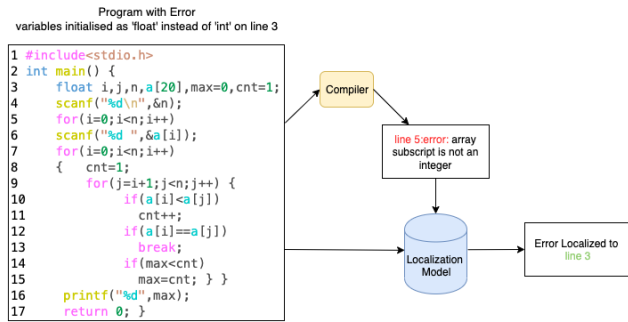 Program with Error
variables initialised as 'float' instead of 'int' on line 3
1 #include<stdio.h>
2 int main() {
3 float i,j,n,a[20],max=0,cnt=1;
4 scanf("%d\n",&n);
5 for(i=0;i<n;i++)
6 scanf("%d ",&a[i]);
7 for(i=0;i<n;i++)
8 { cnt=1;
9 for(j=i+1;j<n;j++) {
10 if(a[i]<a[j])
11 cnt++;
12 if(a[i]==a[j])
13 break;
14 if(max<cnt)
15 max=cnt; } }
16 printf("%d",max);
17 return 0; }
Compiler
line 5:error: array
subscript is not an
integer
Localization
Model
Error Localized to
line 3